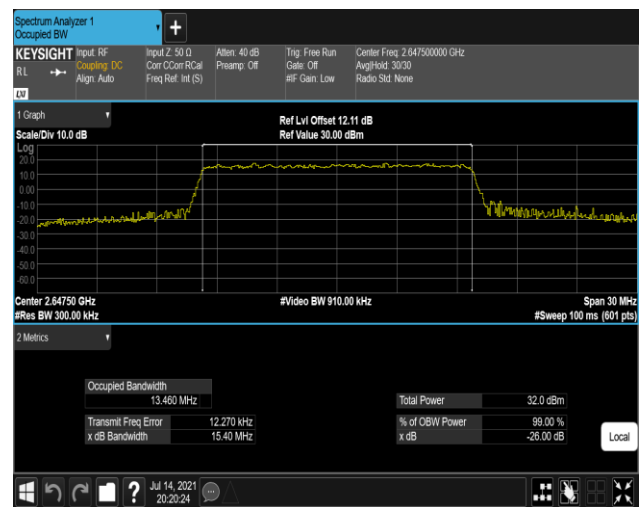 Spectrum Analyzer 1
Occupied BW
+
KEYSIGHT
RL
LXI
Input: RF
Coupling: DC
Align: Auto
Input Z: 50 Ω
Corr CCorr RCal
Freq Ref: Int (S)
Atten: 40 dB
Preamp: Off
Trig: Free Run
Gate: Off
#IF Gain: Low
Center Freq: 2.647500000 GHz
Avg|Hold: 30/30
Radio Std: None
1 Graph
Scale/Div 10.0 dB
Ref Lvl Offset 12.11 dB
Ref Value 30.00 dBm
Log
20.0
10.0
0.00
-10.0
-20.0
-30.0
-40.0
-50.0
-60.0
Center 2.64750 GHz
#Video BW 910.00 kHz
Span 30 MHz
#Res BW 300.00 kHz
#Sweep 100 ms (601 pts)
2 Metrics
Occupied Bandwidth
13.460 MHz
Total Power 32.0 dBm
Transmit Freq Error 12.270 kHz
% of OBW Power 99.00 %
x dB Bandwidth 15.40 MHz
x dB -26.00 dB
Local
?
Jul 14, 2021
20:20:24